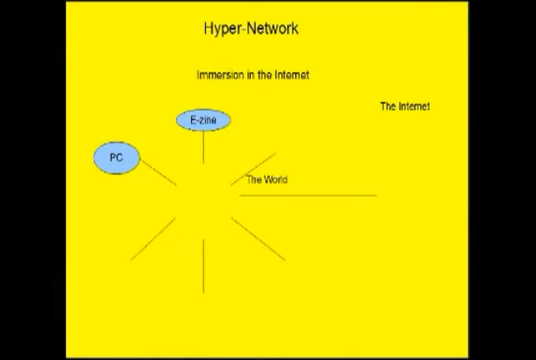 Hyper-Network
Immersion in the Internet
The Internet
E-zine
PC
The World